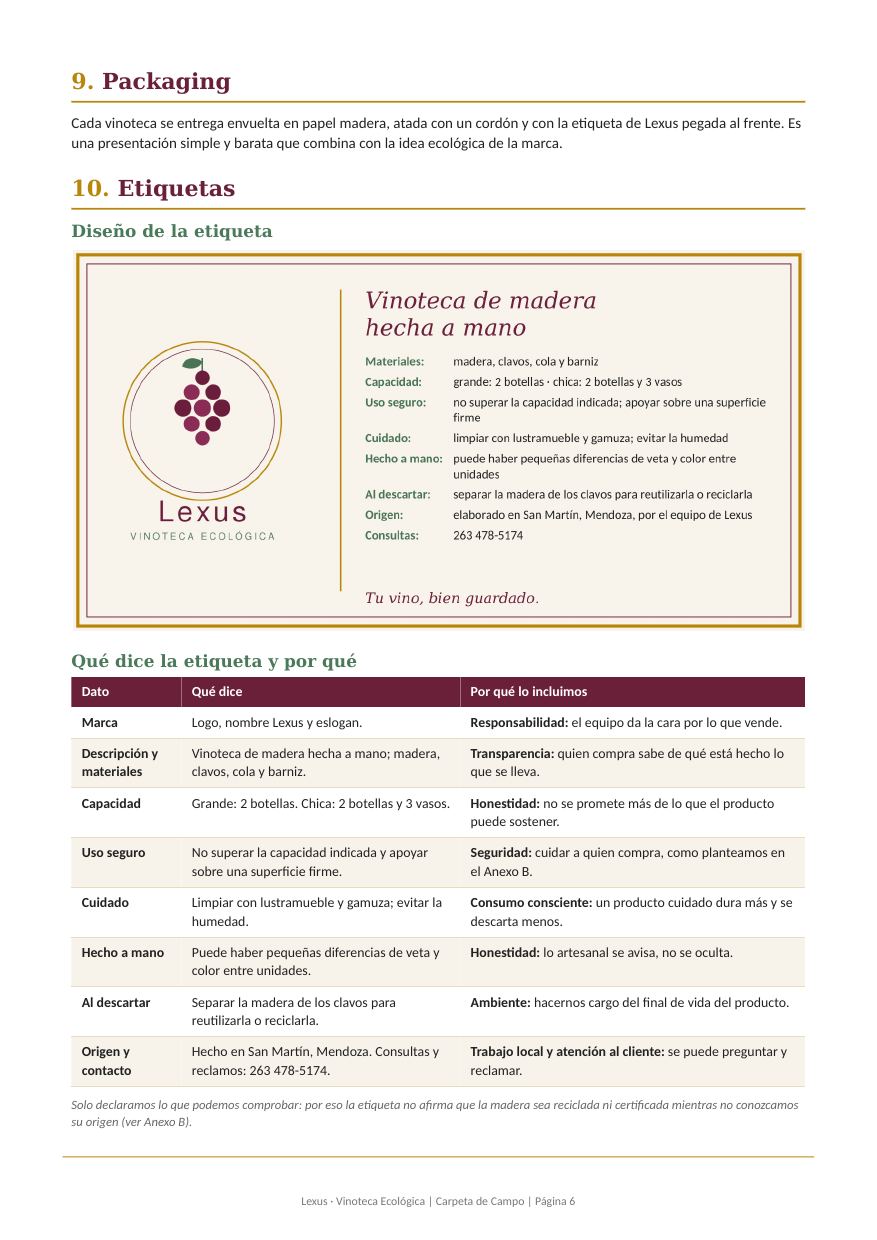 9. Packaging
Cada vinoteca se entrega envuelta en papel madera, atada con un cordón y con la etiqueta de Lexus pegada al frente. Es
una presentación simple y barata que combina con la idea ecológica de la marca.
10. Etiquetas
Diseño de la etiqueta
Lexus
VINOTECA ECOLÓGICA
Vinoteca de madera
hecha a mano
Materiales: madera, clavos, cola y barniz
Capacidad: grande: 2 botellas · chica: 2 botellas y 3 vasos
Uso seguro: no superar la capacidad indicada; apoyar sobre una superficie
firme
Cuidado: limpiar con lustramueble y gamuza; evitar la humedad
Hecho a mano: puede haber pequeñas diferencias de veta y color entre
unidades
Al descartar: separar la madera de los clavos para reutilizarla o reciclarla
Origen: elaborado en San Martín, Mendoza, por el equipo de Lexus
Consultas: 263 478-5174
Tu vino, bien guardado.
Qué dice la etiqueta y por qué
Dato Qué dice Por qué lo incluimos
Marca Logo, nombre Lexus y eslogan. Responsabilidad: el equipo da la cara por lo que vende.
Descripción y Vinoteca de madera hecha a mano; madera, Transparencia: quien compra sabe de qué está hecho lo
materiales clavos, cola y barniz. que se lleva.
Capacidad Grande: 2 botellas. Chica: 2 botellas y 3 vasos. Honestidad: no se promete más de lo que el producto
puede sostener.
Uso seguro No superar la capacidad indicada y apoyar Seguridad: cuidar a quien compra, como planteamos en
sobre una superficie firme. el Anexo B.
Cuidado Limpiar con lustramueble y gamuza; evitar la Consumo consciente: un producto cuidado dura más y se
humedad. descarta menos.
Hecho a mano Puede haber pequeñas diferencias de veta y Honestidad: lo artesanal se avisa, no se oculta.
color entre unidades.
Al descartar Separar la madera de los clavos para Ambiente: hacernos cargo del final de vida del producto.
reutilizarla o reciclarla.
Origen y Hecho en San Martín, Mendoza. Consultas y Trabajo local y atención al cliente: se puede preguntar y
contacto reclamos: 263 478-5174. reclamar.
Solo declaramos lo que podemos comprobar: por eso la etiqueta no afirma que la madera sea reciclada ni certificada mientras no conozcamos
su origen (ver Anexo B).
Lexus · Vinoteca Ecológica | Carpeta de Campo | Página 6